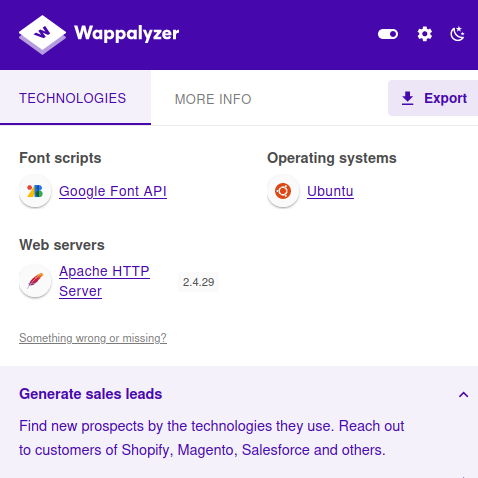 Wappalyzer
TECHNOLOGIES
MORE INFO
Export
Font scripts
Google Font API
Operating systems
Ubuntu
Web servers
Apache HTTP
Server
2.4.29
Something wrong or missing?
Generate sales leads
Find new prospects by the technologies they use. Reach out
to customers of Shopify, Magento, Salesforce and others.